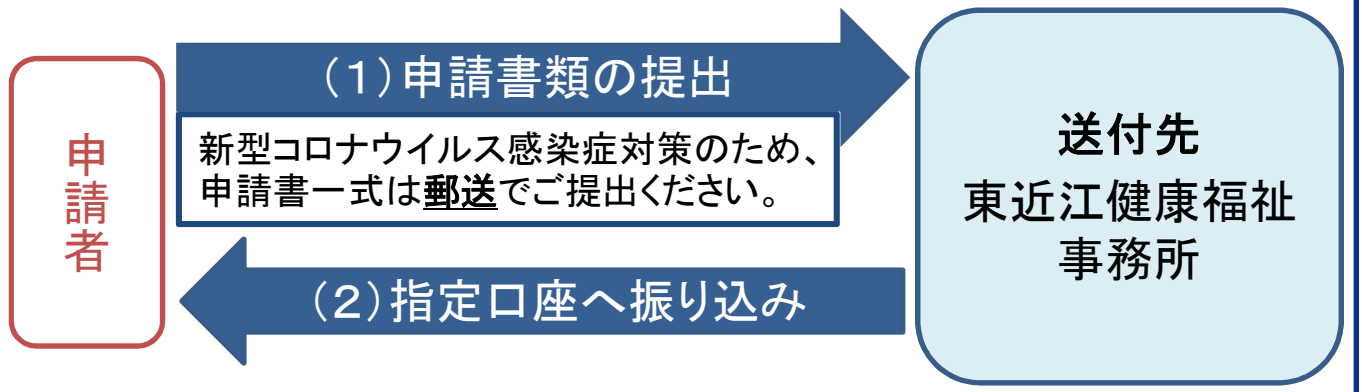 申請者
(1)申請書類の提出
新型コロナウイルス感染症対策のため、
申請書一式は郵送でご提出ください。
(2)指定口座へ振り込み
送付先
東近江健康福祉
事務所